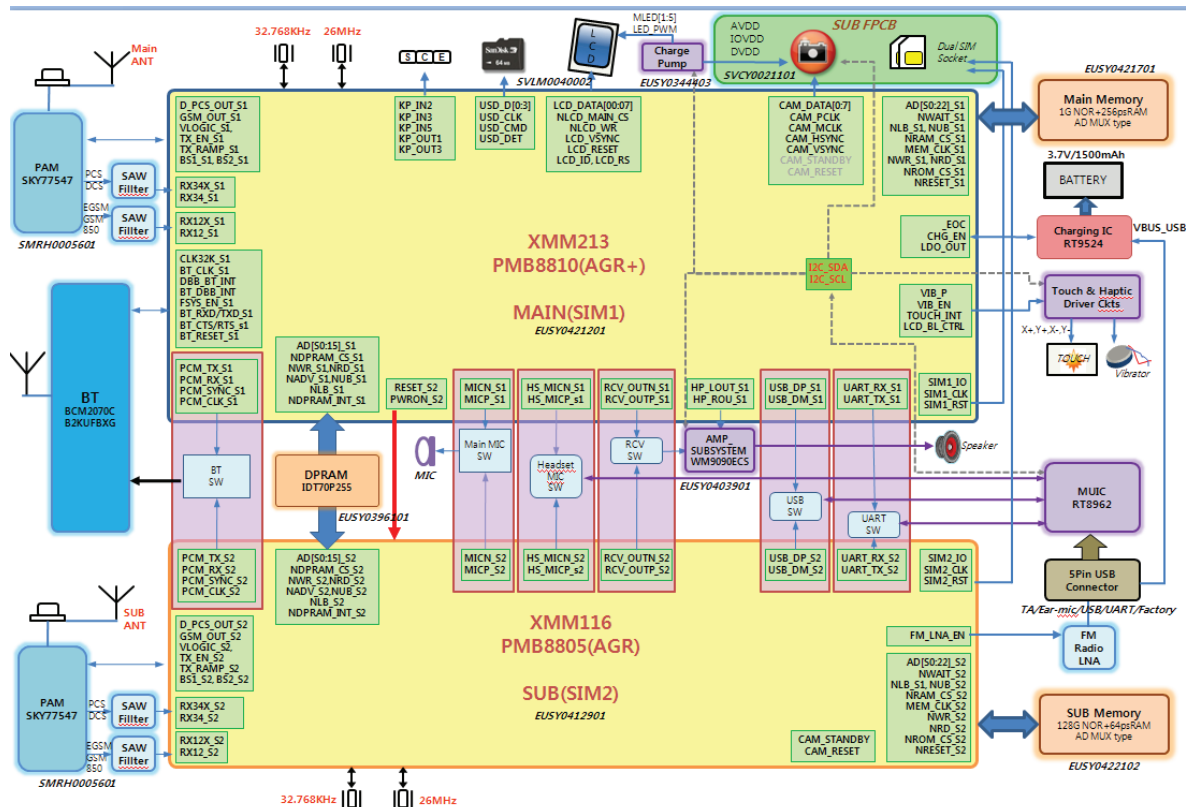 32.768KHz
26MHz
MLED[1:5]
LED_PWM
AVDD
IOVDD
DVDD
SUB FPCB
Main
ANT
S C E
SanDisk
64
L
C
D
Charge
Pump
Dual SIM
Socket
SVLM0040002
EUSY0344403
SVCY0021101
EUSY0421701
PAM
SKY77547
D_PCS_OUT_S1
GSM_OUT_S1
VLOGIC_S1,
TX_EN_S1
TX_RAMP_S1
BS1_S1, BS2_S1
KP_IN2
KP_IN3
KP_IN5
KP_OUT1
KP_OUT3
USD_D[0:3]
USD_CLK
USD_CMD
USD_DET
LCD_DATA[00:07]
NLCD_MAIN_CS
NLCD_WR
LCD_VSYNC
LCD_RESET
LCD_ID, LCD_RS
CAM_DATA[0:7]
CAM_PCLK
CAM_MCLK
CAM_HSYNC
CAM_VSYNC
CAM_STANDBY
CAM_RESET
AD[S0:22]_S1
NWAIT_S1
NLB_S1, NUB_S1
NRAM_CS_S1
MEM_CLK_S1
NWR_S1, NRD_S1
NROM_CS_S1
NRESET_S1
Main Memory
1G NOR+256psRAM
AD MUX type
PCS
DCS
SAW
Fillter
RX34X_S1
RX34_S1
EGSM
GSM
850
SAW
Filter
RX12X_S1
RX12_S1
SMRH0005601
3.7V/1500mAh
BATTERY
XMM213
PMB8810(AGR+)
MAIN(SIM1)
EUSY0421201
_EOC
CHG_EN
LDO_OUT
Charging IC
RT9524
VBUS_USB
CLK32K_S1
BT_CLK_S1
DBB_BT_INT
BT_DBB_INT
FSYS_EN_S1
BT_RXD/TXD_S1
BT_CTS/RTS_s1
BT_RESET_S1
I2C_SDA
I2C_SCL
VIB_P
VIB_EN
TOUCH_INT
LCD_BL_CTRL
Touch & Haptic
Driver Ckts
X+,Y+,X-,Y-
TOUCH
Vibrator
BT
BCM2070C
B2KUFBXG
PCM_TX_S1
PCM_RX_S1
PCM_SYNC_S1
PCM_CLK_S1
AD[S0:15]_S1
NDPRAM_CS_S1
NWR_S1,NRD_S1
NADV_S1,NUB_S1
NLB_S1
NDPRAM_INT_S1
RESET_S2
PWRON_S2
MICN_S1
MICP_S1
HS_MICN_S1
HS_MICP_s1
RCV_OUTN_S1
RCV_OUTP_S1
HP_LOUT_S1
HP_ROU_S1
USB_DP_S1
USB_DM_S1
UART_RX_S1
UART_TX_S1
SIM1_IO
SIM1_CLK
SIM1_RST
BT
SW
DPRAM
IDT70P255
EUSY0396101
MIC
Main MIC
SW
Headset
MIC
SW
RCV
SW
AMP_
SUBSYSTEM
WM9090ECS
EUSY0403901
Speaker
USB
SW
UART
SW
MUIC
RT8962
PCM_TX_S2
PCM_RX_S2
PCM_SYNC_S2
PCM_CLK_S2
AD[S0:15]_S2
NDPRAM_CS_S2
NWR_S2,NRD_S2
NADV_S2,NUB_S2
NLB_S2
NDPRAM_INT_S2
MICN_S2
MICP_S2
HS_MICN_S2
HS_MICP_s2
RCV_OUTN_S2
RCV_OUTP_S2
USB_DP_S2
USB_DM_S2
UART_RX_S2
UART_TX_S2
SIM2_IO
SIM2_CLK
SIM2_RST
5Pin USB
Connector
TA/Ear-mic/USB/UART/Factory
SUB
ANT
PAM
SKY77547
D_PCS_OUT_S2
GSM_OUT_S2
VLOGIC_S2,
TX_EN_S2
TX_RAMP_S2
BS1_S2, BS2_S2
XMM116
PMB8805(AGR)
SUB(SIM2)
EUSY0412901
FM_LNA_EN
FM
Radio
LNA
AD[S0:22]_S2
NWAIT_S2
NLB_S1, NUB_S2
NRAM_CS_S2
MEM_CLK_S2
NWR_S2
NRD_S2
NROM_CS_S2
NRESET_S2
PCS
DCS
SAW
Fillter
RX34X_S2
RX34_S2
EGSM
GSM
850
SAW
Fillter
RX12X_S2
RX12_S2
SMRH0005601
CAM_STANDBY
CAM_RESET
SUB Memory
128G NOR+64psRAM
AD MUX type
EUSY0422102
32.768KHz
26MHz